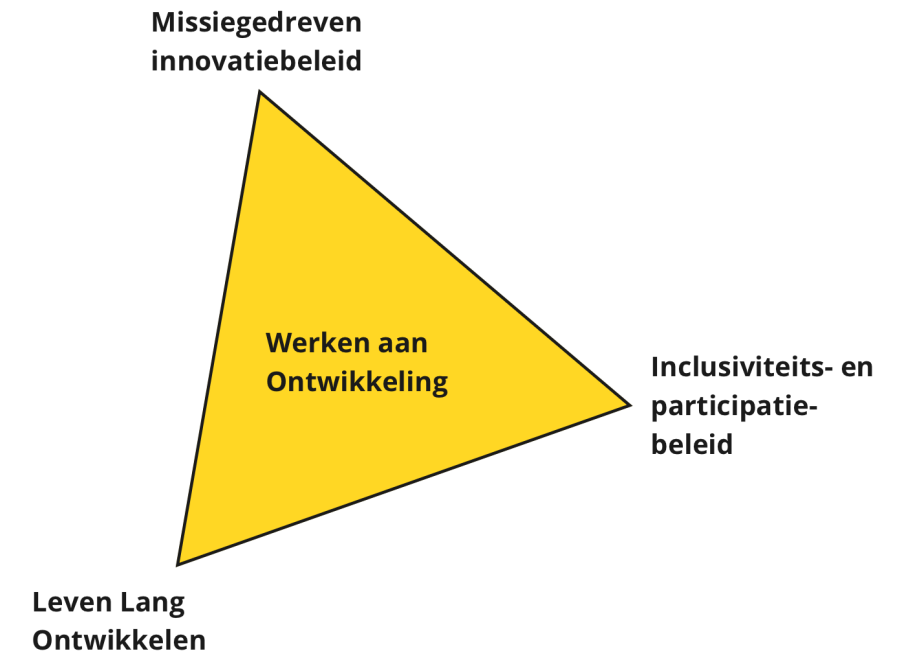 Missiegedreven
innovatiebeleid
Werken aan
Ontwikkeling
Inclusiviteits- en
participatie-
beleid
Leven Lang
Ontwikkelen